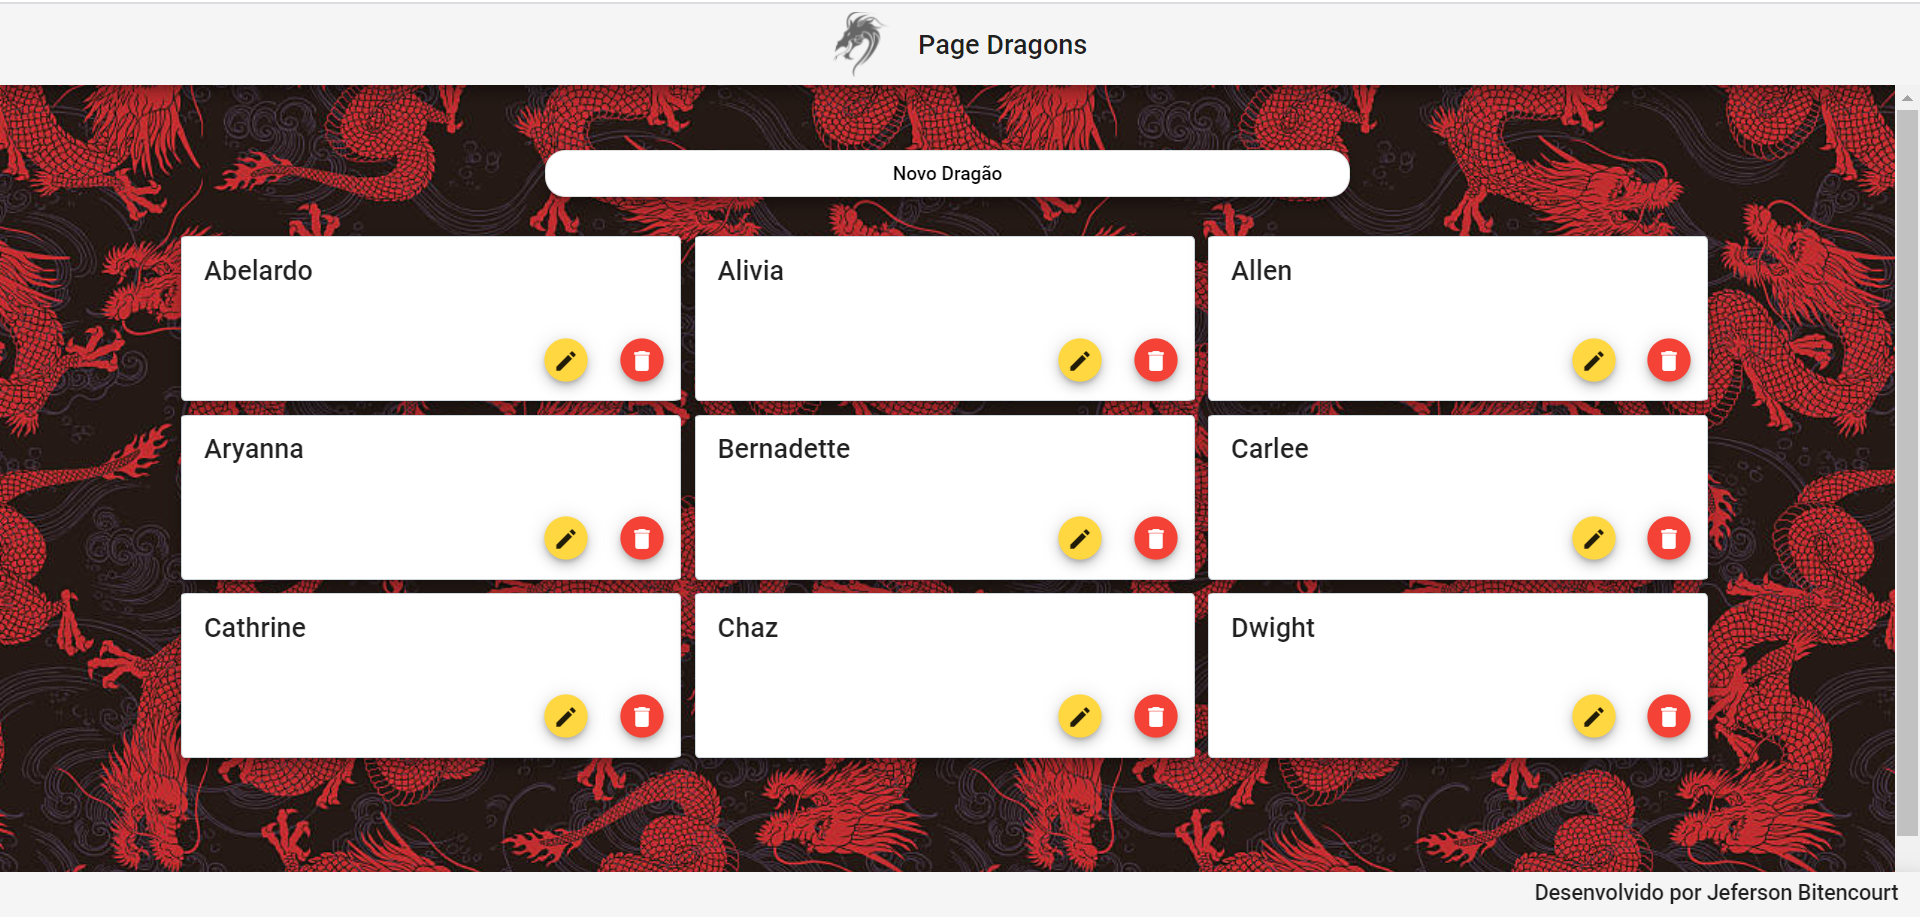 Page Dragons
Novo Dragão
Abelardo
Alivia
Allen
Aryanna
Bernadette
Carlee
Cathrine
Chaz
Dwight
Desenvolvido por Jeferson Bitencourt